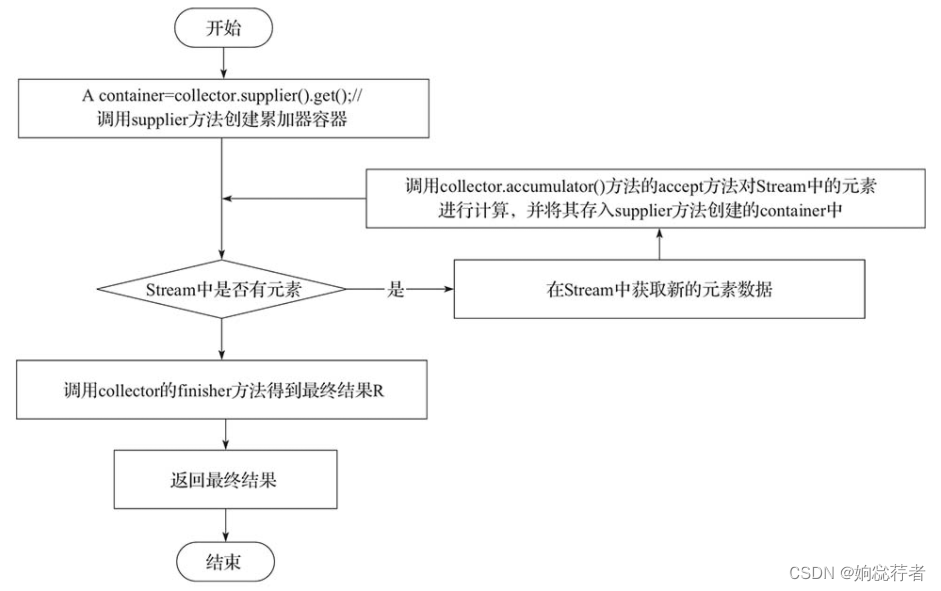 开始
A container=collector.supplier().get();//
调用supplier方法创建累加器容器
调用collector.accumulator()方法的accept方法对Stream中的元素
进行计算，并将其存入supplier方法创建的container中
Stream中是否有元素
是
在Stream中获取新的元素数据
调用collector的finisher方法得到最终结果R
返回最终结果
结束
CSDN @姠惢荇者